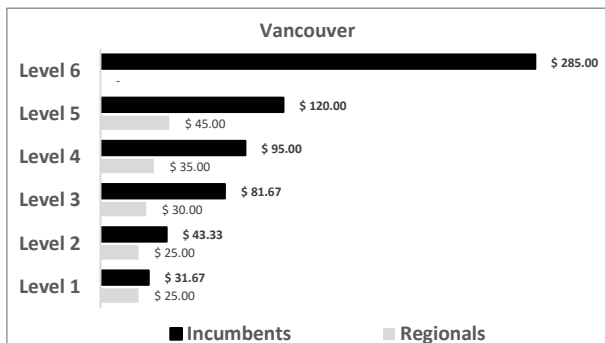 Vancouver
Level 6
$ 285.00
-
Level 5
$ 120.00
$ 45.00
Level 4
$ 95.00
$ 35.00
Level 3
$ 81.67
$ 30.00
Level 2
$ 43.33
$ 25.00
Level 1
$ 31.67
$ 25.00
Incumbents
Regionals